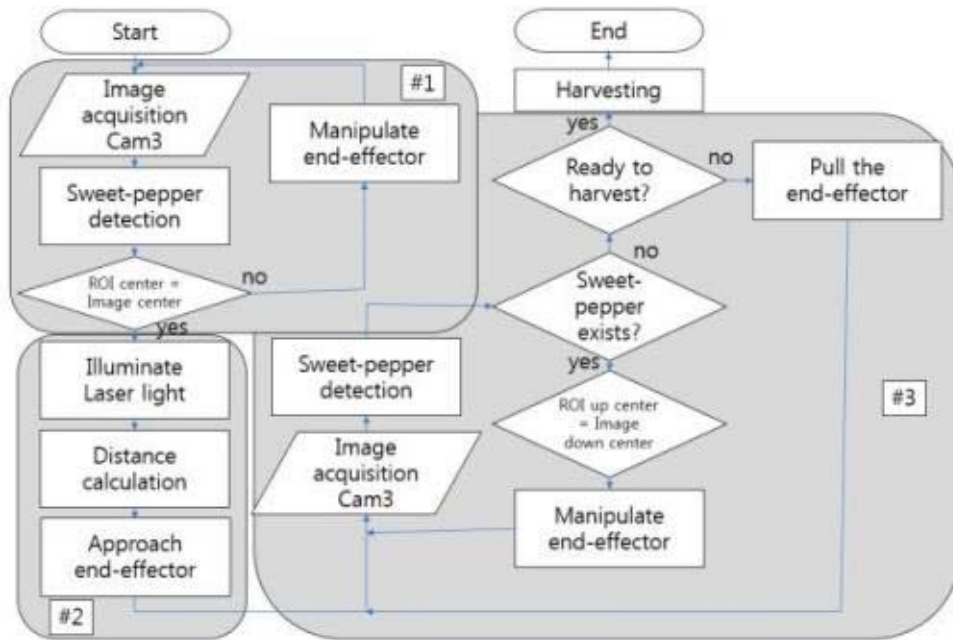 Start
#1
Image
acquisition
Cam3
Manipulate
end-effector
Sweet-pepper
detection
ROI center =
Image center
no
yes
Illuminate
Laser light
Distance
calculation
Approach
end-effector
#2
End
Harvesting
yes
Ready to
harvest?
no
Pull the
end-effector
no
Sweet-
pepper
exists?
yes
Sweet-pepper
detection
ROI up center
= Image
down center
#3
Image
acquisition
Cam3
Manipulate
end-effector